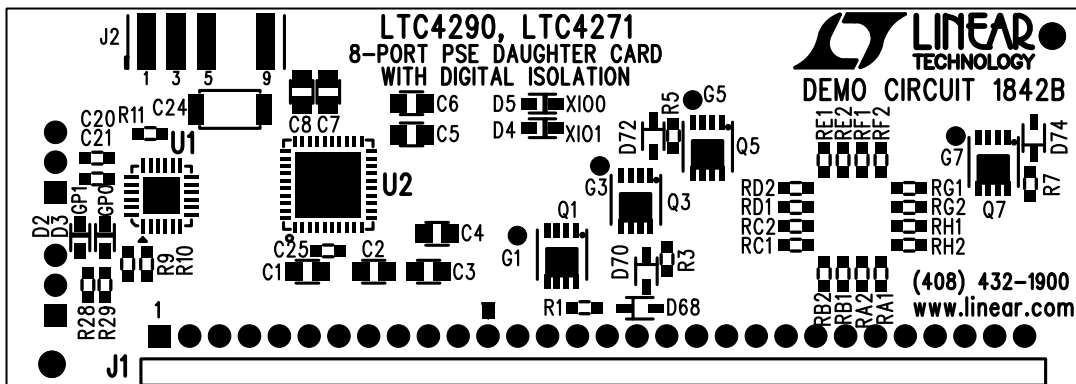 LTC4290, LTC4271
8-PORT PSE DAUGHTER CARD
WITH DIGITAL ISOLATION
LINEAR
TECHNOLOGY
DEMO CIRCUIT 1842B
J2
1 3 5 9
C24
R11
C20
C21
U1
C8
C7
C6
C5
D5
XIO0
D4
XIO1
D72
R5
G5
Q5
RF1
RE2
RE1
RF2
G7
D74
Q7
R7
D2
D3
GP1
GP0
U2
G3
Q3
RD2
RD1
RC2
RC1
RG1
RG2
RH1
RH2
R9
R10
C25
C1
C2
C3
C4
Q1
G1
D70
R3
R28
R29
R1
D68
RB2
RB1
RA2
RA1
(408) 432-1900
www.linear.com
1
J1